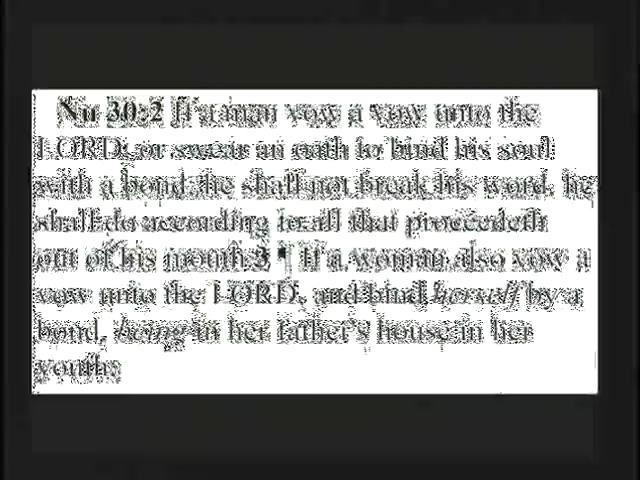 Nu 30:2 If a man vow a vow unto the
LORD, or swear an oath to bind his soul
with a bond; he shall not break his word, he
shall do according to all that proceedeth
out of his mouth. 3 ¶ If a woman also vow a
vow unto the LORD, and bind herself by a
bond, being in her father's house in her
youth;